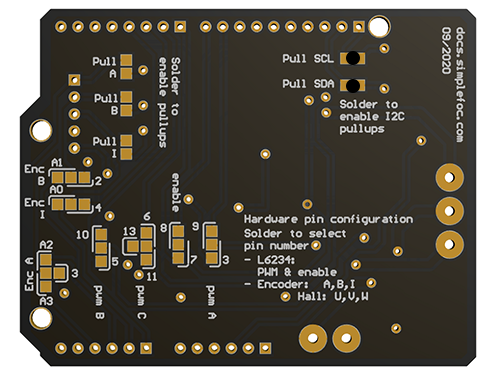 Pull
A
Pull
B
Pull
I
Solder to
enable pullups
Pull SCL
Pull SDA
Solder to
enable I2C
pullups
docs.simplefoc.com
09/2020
Enc
B
A1
2
Enc
I
A0
4
A2
Enc A
3
A3
10
5
pwm B
6
13
11
pwm C
enable
8
7
9
3
pwm A
Hardware pin configuration
Solder to select
pin number
- L6234:
PWM & enable
- Encoder: A,B,I
Hall: U,V,W